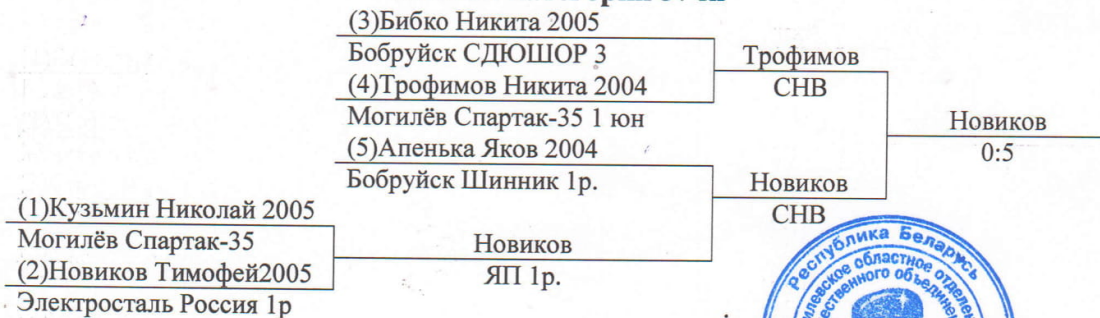 (3)Бибко Никита 2005
Бобруйск СДЮШОР 3
(4)Трофимов Никита 2004
Могилёв Спартак-35 1 юн
(5)Апенька Яков 2004
Бобруйск Шинник 1р.
(1)Кузьмин Николай 2005
Могилёв Спартак-35
(2)Новиков Тимофей2005
Электросталь Россия 1р
Новиков
ЯП 1р.
Трофимов
СНВ
Новиков
СНВ
Новиков
0:5
Республика Беларусь
областное